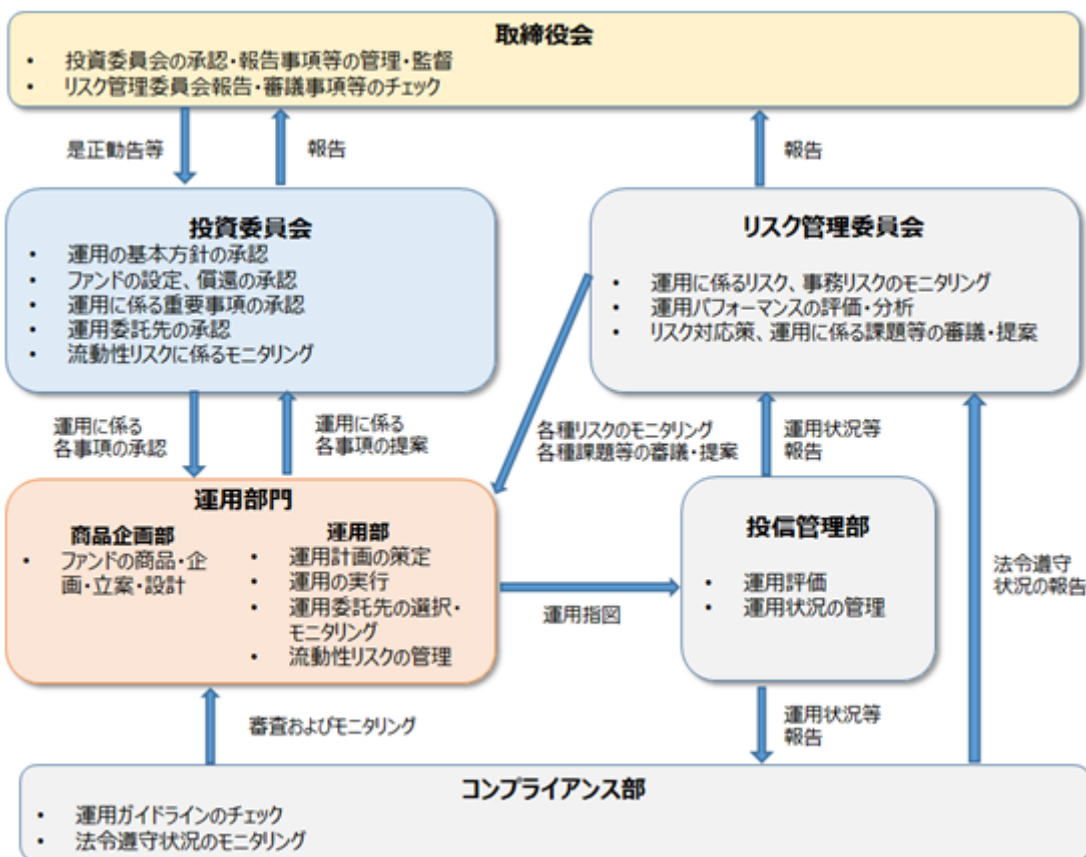 取締役会
• 投資委員会の承認・報告事項等の管理・監督
• リスク管理委員会報告・審議事項等のチェック
是正勧告等
報告
報告
投資委員会
• 運用の基本方針の承認
• ファンドの設定、償還の承認
• 運用に係る重要事項の承認
• 運用委託先の承認
• 流動性リスクに係るモニタリング
リスク管理委員会
• 運用に係るリスク、事務リスクのモニタリング
• 運用パフォーマンスの評価・分析
• リスク対応策、運用に係る課題等の審議・提案
運用に係る
各事項の承認
運用に係る
各事項の提案
各種リスクのモニタリング
各種課題等の審議・提案
運用状況等
報告
運用部門
商品企画部
• ファンドの商品・企
画・立案・設計
運用部
• 運用計画の策定
• 運用の実行
• 運用委託先の選択・
モニタリング
• 流動性リスクの管理
運用指図
投信管理部
• 運用評価
• 運用状況の管理
法令遵守
状況の報告
審査およびモニタリング
運用状況等
報告
コンプライアンス部
• 運用ガイドラインのチェック
• 法令遵守状況のモニタリング